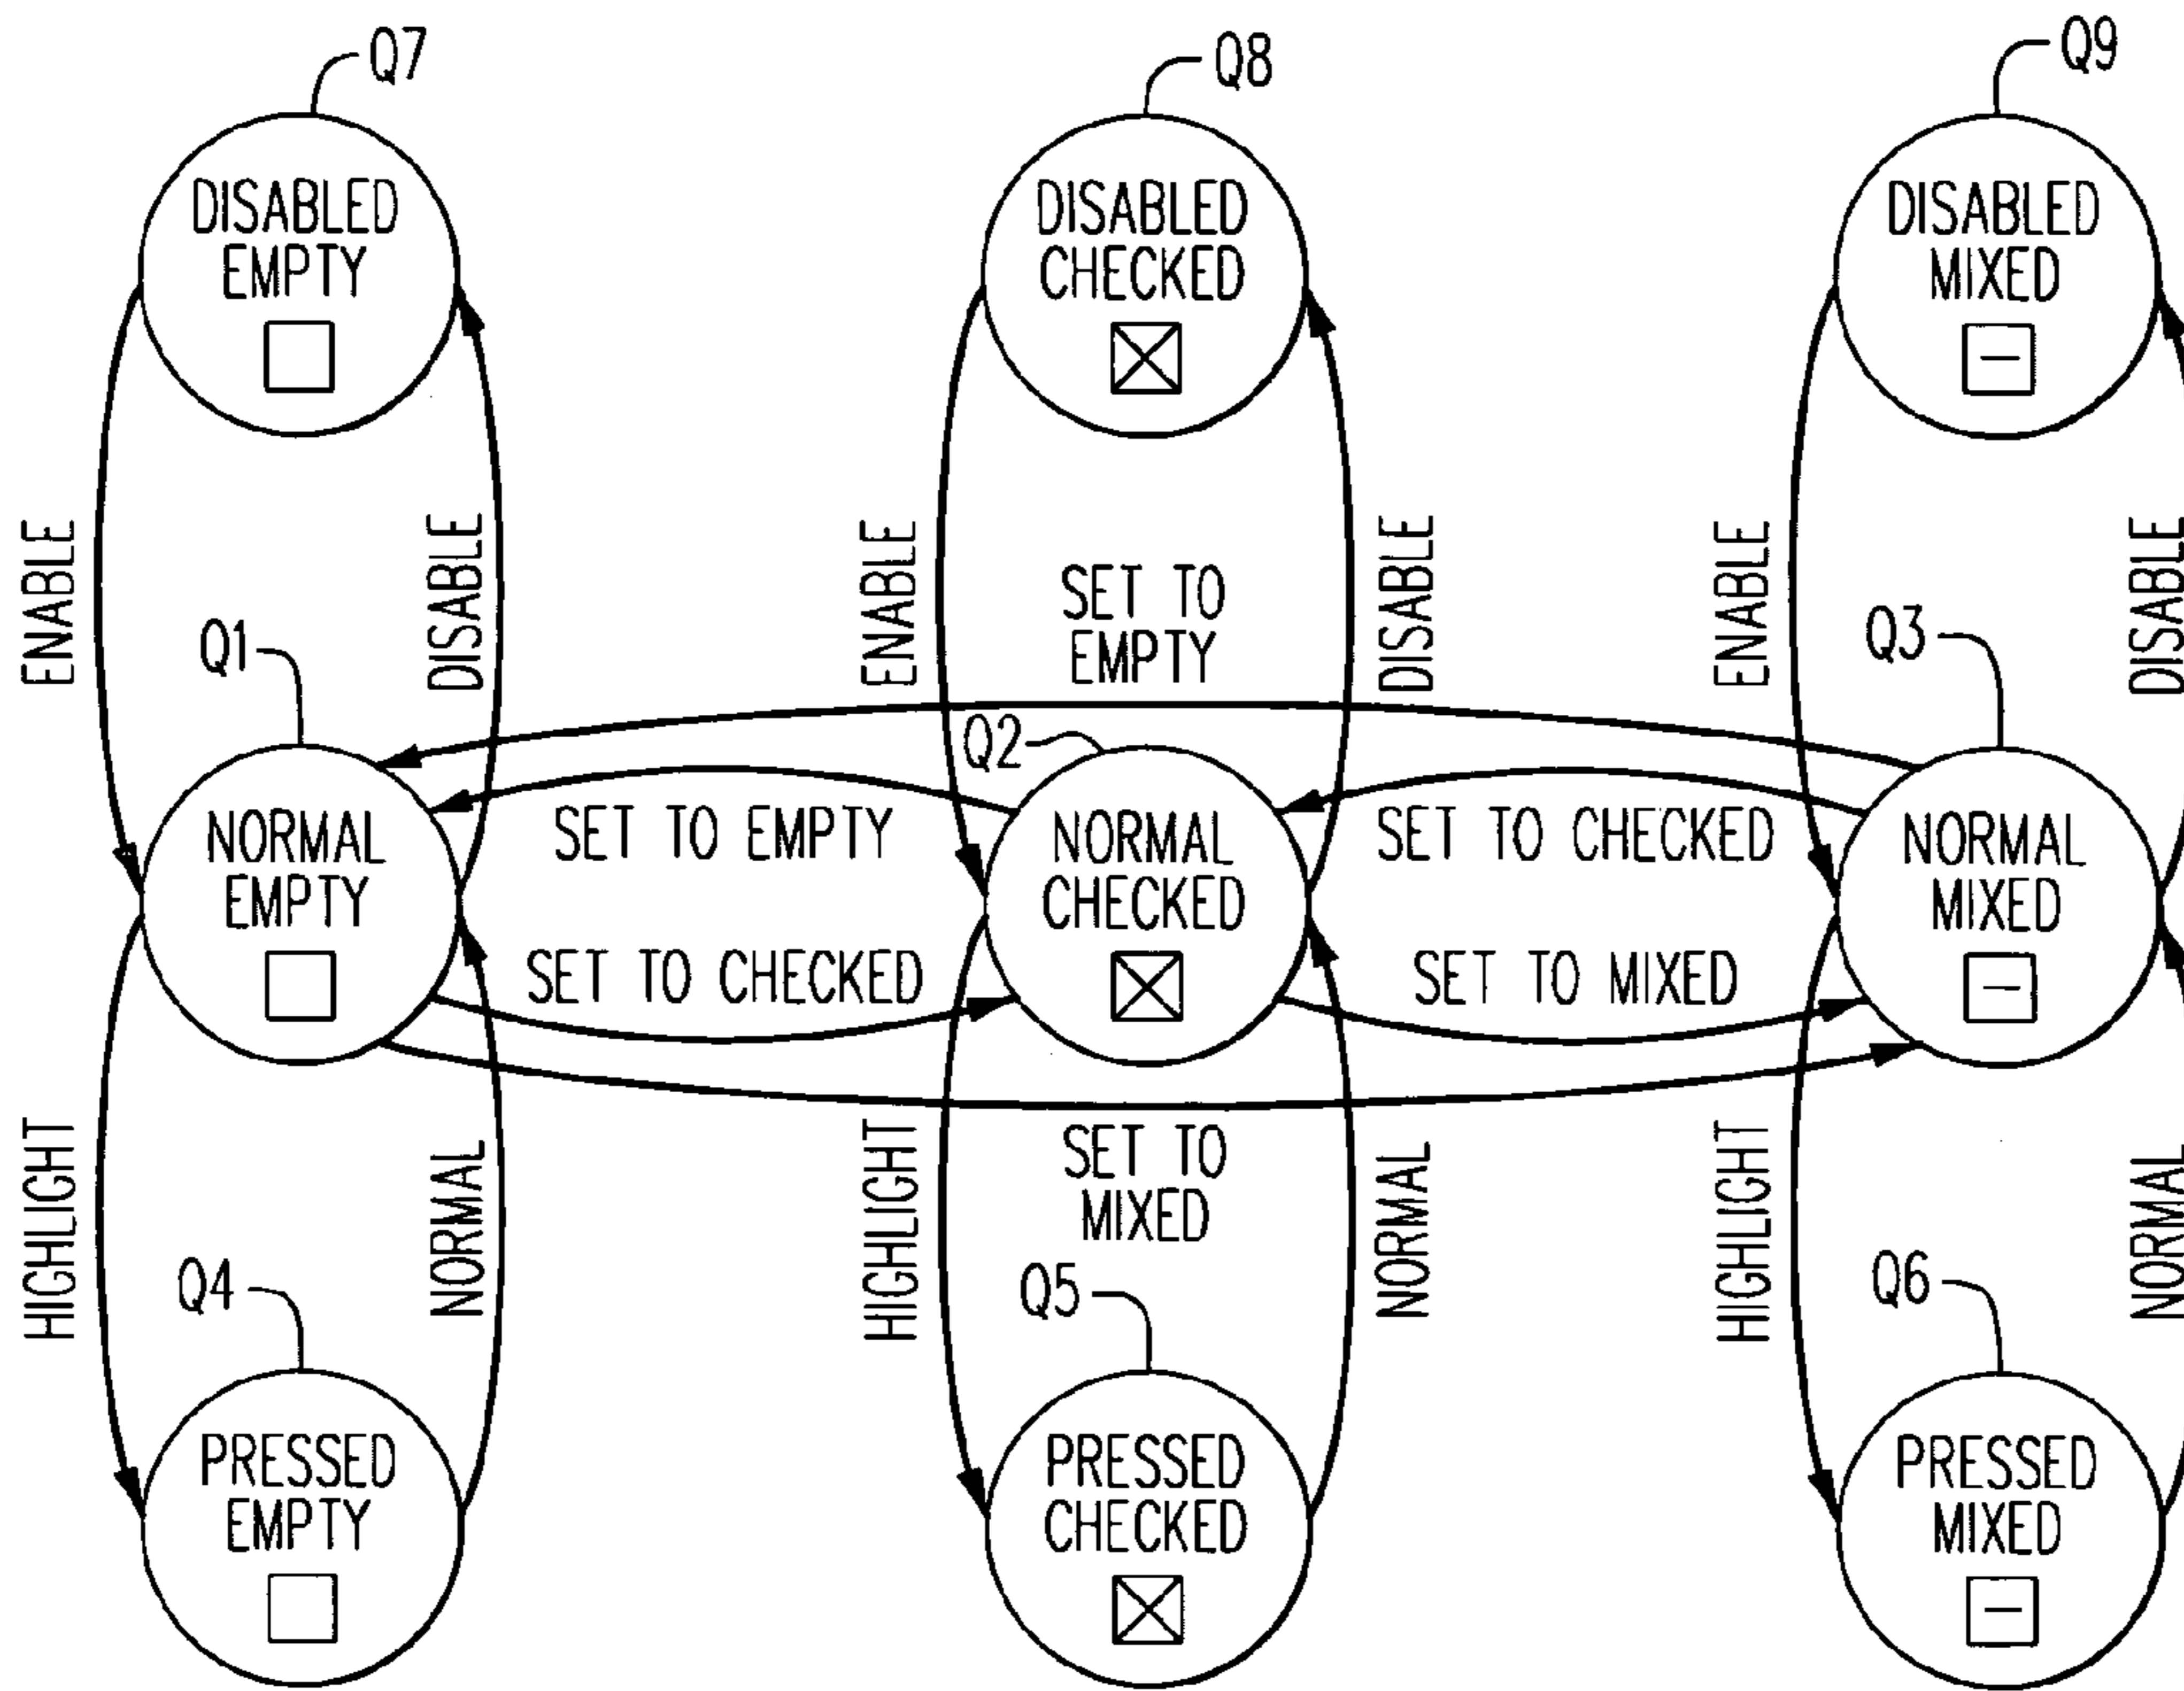 Q7
Q8
Q9
DISABLED
EMPTY
DISABLED
CHECKED
DISABLED
MIXED
ENABLE
DISABLE
ENABLE
SET TO
EMPTY
DISABLE
ENABLE
DISABLE
Q1
Q2
Q3
NORMAL
EMPTY
SET TO EMPTY
NORMAL
CHECKED
SET TO CHECKED
NORMAL
MIXED
SET TO CHECKED
SET TO MIXED
HIGHLIGHT
NORMAL
HIGHLIGHT
SET TO
MIXED
NORMAL
HIGHLIGHT
NORMAL
Q4
Q5
Q6
PRESSED
EMPTY
PRESSED
CHECKED
PRESSED
MIXED